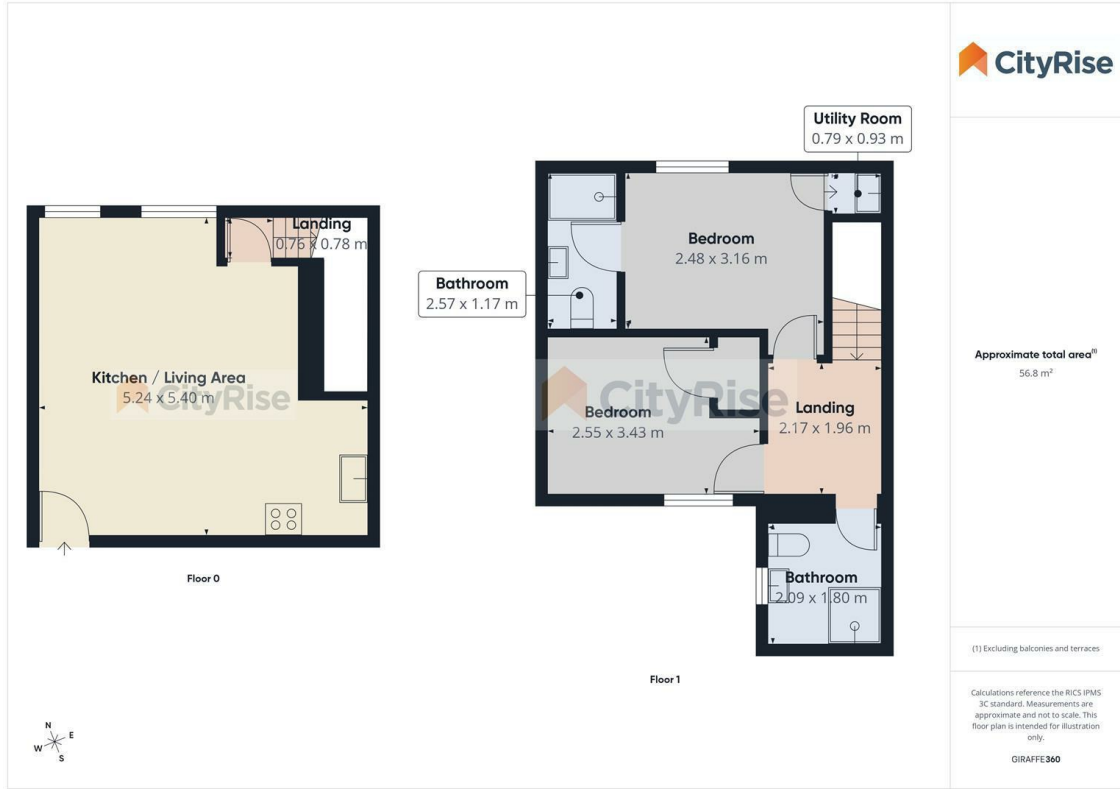 CityRise
Utility Room
0.79 x 0.93 m
Landing
0.76 x 0.78 m
Bedroom
2.48 x 3.16 m
Bathroom
2.57 x 1.17 m
Kitchen / Living Area
5.24 x 5.40 m
CityRise
CityRise
Bedroom
2.55 x 3.43 m
Landing
2.17 x 1.96 m
Approximate total area(1)
56.8 m²
Bathroom
2.09 x 1.80 m
Floor 0
Floor 1
(1) Excluding balconies and terraces
Calculations reference the RICS IPMS
3C standard. Measurements are
approximate and not to scale. This
floor plan is intended for illustration
only.
GIRAFFE360
N
E
W
S